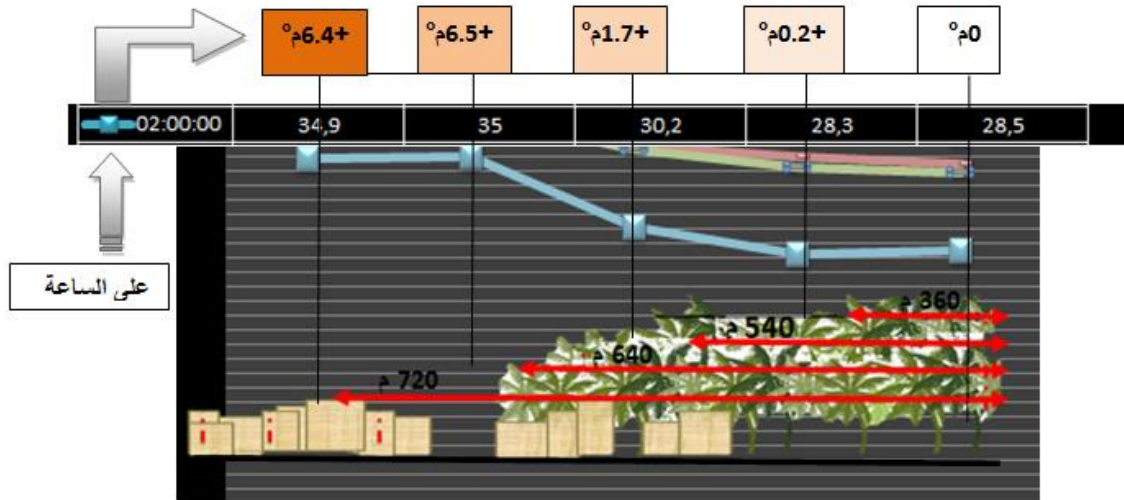 +6.4م° +6.5م° +1.7م° +0.2م° 0م°
02:00:00 34,9 35 30,2 28,3 28,5
على الساعة
360 م
540 م
640 م
720 م
i i i